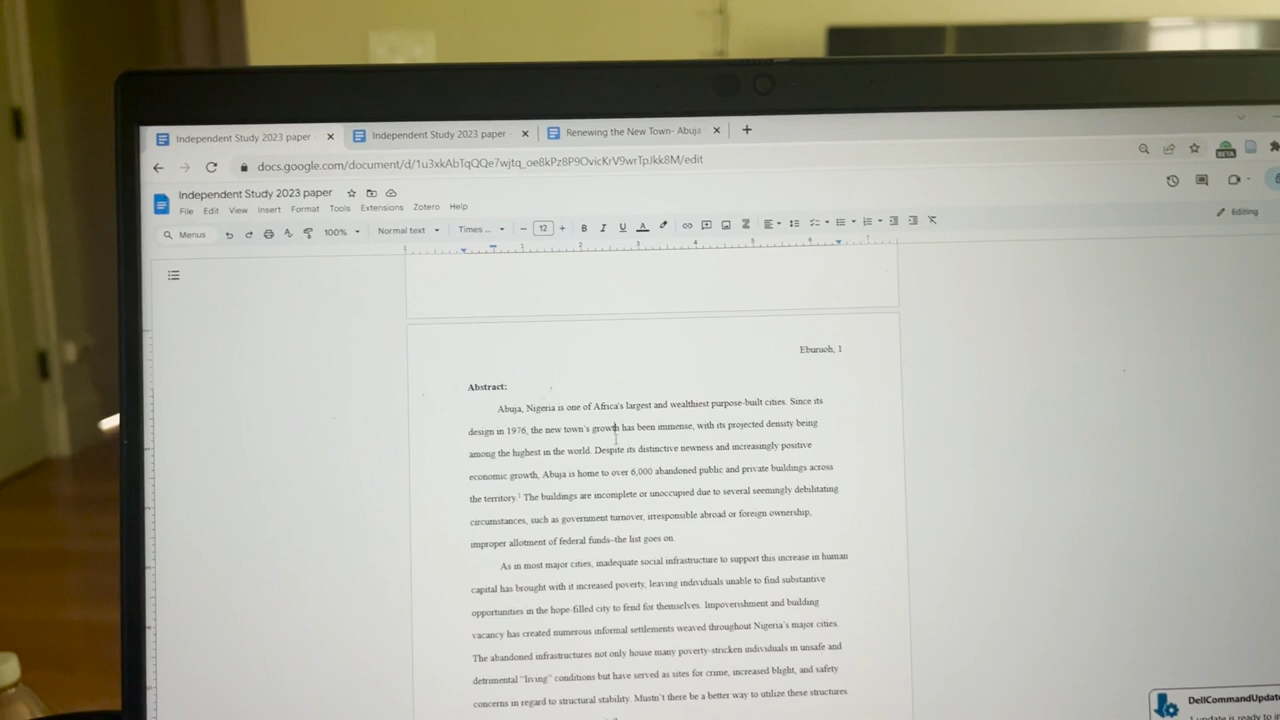 Independent Study 2023 paper
Independent Study 2023 paper
Renewing the New Town- Abuja
docs.google.com/document/d/1u3xkAbTqQQe7wjtq_oe8kPz8P9OvicKrV9wrTpJkk8M/edit
BETA
Independent Study 2023 paper
File Edit View Insert Format Tools Extensions Zotero Help
Menus 100% Normal text Times ... 12 B I U A
Editing
1 2 3 4 5 6 7
Eburuoh, 1
Abstract:
Abuja, Nigeria is one of Africa's largest and wealthiest purpose-built cities. Since its
design in 1976, the new town's growth has been immense, with its projected density being
among the highest in the world. Despite its distinctive newness and increasingly positive
economic growth, Abuja is home to over 6,000 abandoned public and private buildings across
the territory.¹ The buildings are incomplete or unoccupied due to several seemingly debilitating
circumstances, such as government turnover, irresponsible abroad or foreign ownership,
improper allotment of federal funds–the list goes on.
As in most major cities, inadequate social infrastructure to support this increase in human
capital has brought with it increased poverty, leaving individuals unable to find substantive
opportunities in the hope-filled city to fend for themselves. Impoverishment and building
vacancy has created numerous informal settlements weaved throughout Nigeria's major cities.
The abandoned infrastructures not only house many poverty-stricken individuals in unsafe and
detrimental "living" conditions but have served as sites for crime, increased blight, and safety
concerns in regard to structural stability. Mustn't there be a better way to utilize these structures
DellCommandUpdate